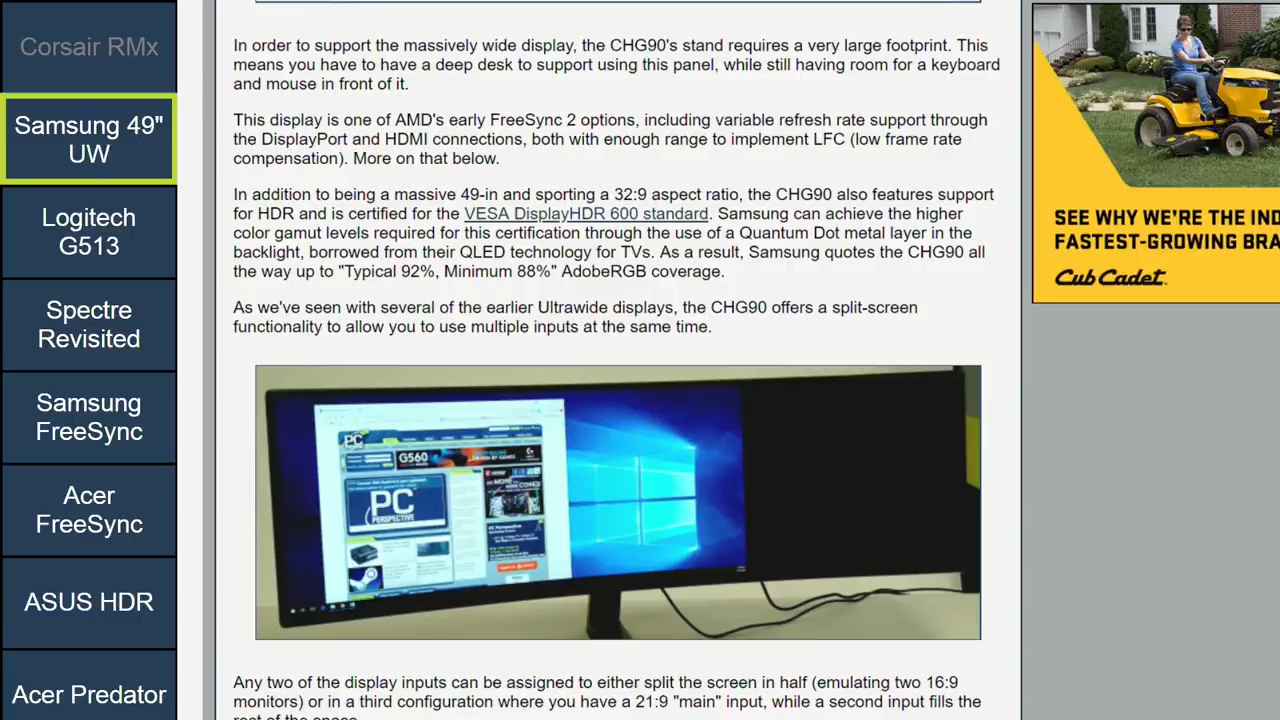 Corsair RMx
Samsung 49"
UW
Logitech
G513
Spectre
Revisited
Samsung
FreeSync
Acer
FreeSync
ASUS HDR
Acer Predator
In order to support the massively wide display, the CHG90's stand requires a very large footprint. This
means you have to have a deep desk to support using this panel, while still having room for a keyboard
and mouse in front of it.
This display is one of AMD's early FreeSync 2 options, including variable refresh rate support through
the DisplayPort and HDMI connections, both with enough range to implement LFC (low frame rate
compensation). More on that below.
In addition to being a massive 49-in and sporting a 32:9 aspect ratio, the CHG90 also features support
for HDR and is certified for the VESA DisplayHDR 600 standard. Samsung can achieve the higher
color gamut levels required for this certification through the use of a Quantum Dot metal layer in the
backlight, borrowed from their QLED technology for TVs. As a result, Samsung quotes the CHG90 all
the way up to "Typical 92%, Minimum 88%" AdobeRGB coverage.
As we've seen with several of the earlier Ultrawide displays, the CHG90 offers a split-screen
functionality to allow you to use multiple inputs at the same time.
PC
G560
PC
PERSPECTIVE
Any two of the display inputs can be assigned to either split the screen in half (emulating two 16:9
monitors) or in a third configuration where you have a 21:9 "main" input, while a second input fills the
rest of the space.
SEE WHY WE'RE THE IND
FASTEST-GROWING BRA
Cub Cadet